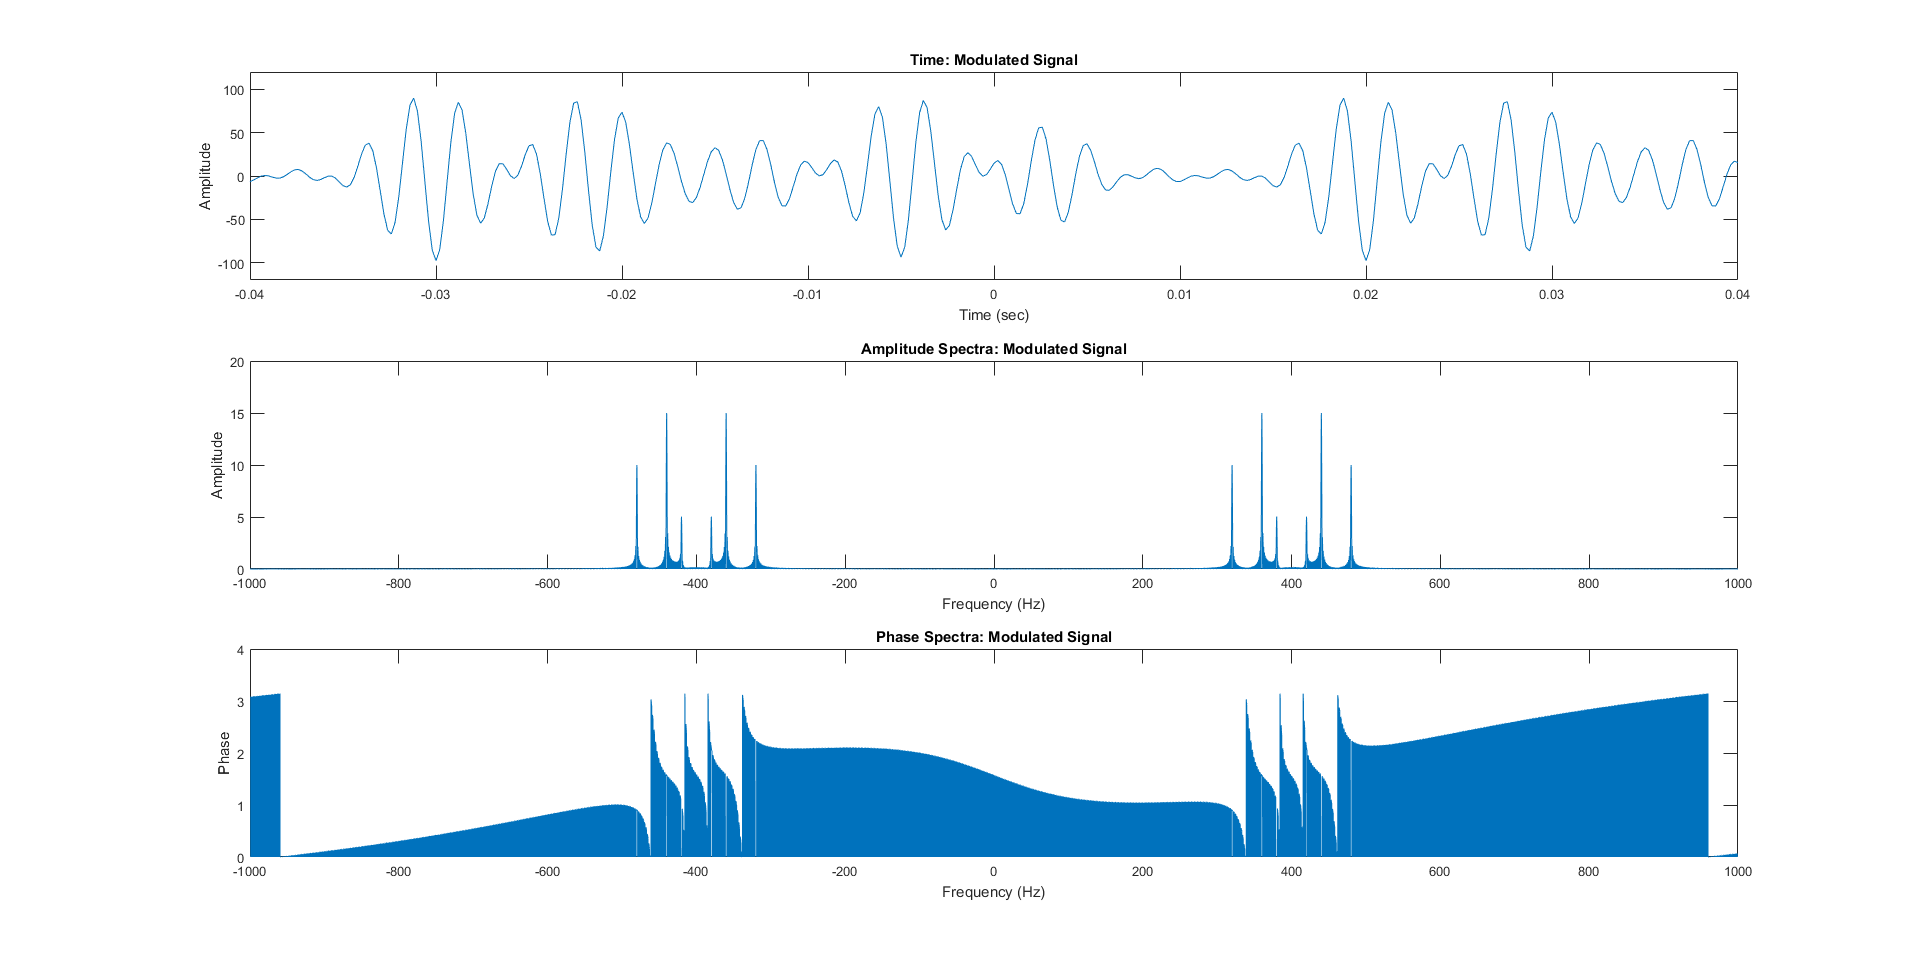 Time: Modulated Signal
100
50
0
-50
-100
Amplitude
-0.04 -0.03 -0.02 -0.01 0 0.01 0.02 0.03 0.04
Time (sec)
Amplitude Spectra: Modulated Signal
20
15
10
5
0
Amplitude
-1000 -800 -600 -400 -200 0 200 400 600 800 1000
Frequency (Hz)
Phase Spectra: Modulated Signal
4
3
2
1
0
Phase
-1000 -800 -600 -400 -200 0 200 400 600 800 1000
Frequency (Hz)